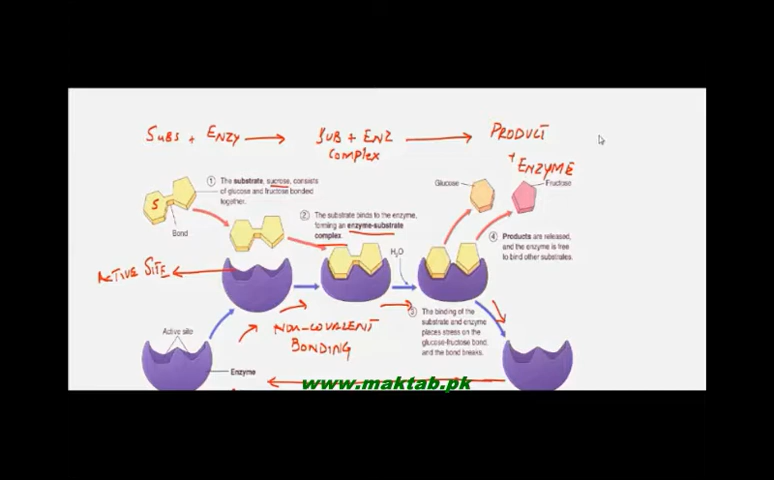 SUBS + ENZY → SUB + ENZ complex → PRODUCT + ENZYME
① The substrate, sucrose, consists
of glucose and fructose bonded
together.
S
Bond
② The substrate binds to the enzyme,
forming an enzyme-substrate
complex.
H₂O
Glucose
Fructose
④ Products are released,
and the enzyme is free
to bind other substrates.
ACTIVE SITE
NON-COVALENT
BONDING
③ The binding of the
substrate and enzyme
places stress on the
glucose-fructose bond,
and the bond breaks.
Active site
Enzyme
www.maktab.pk